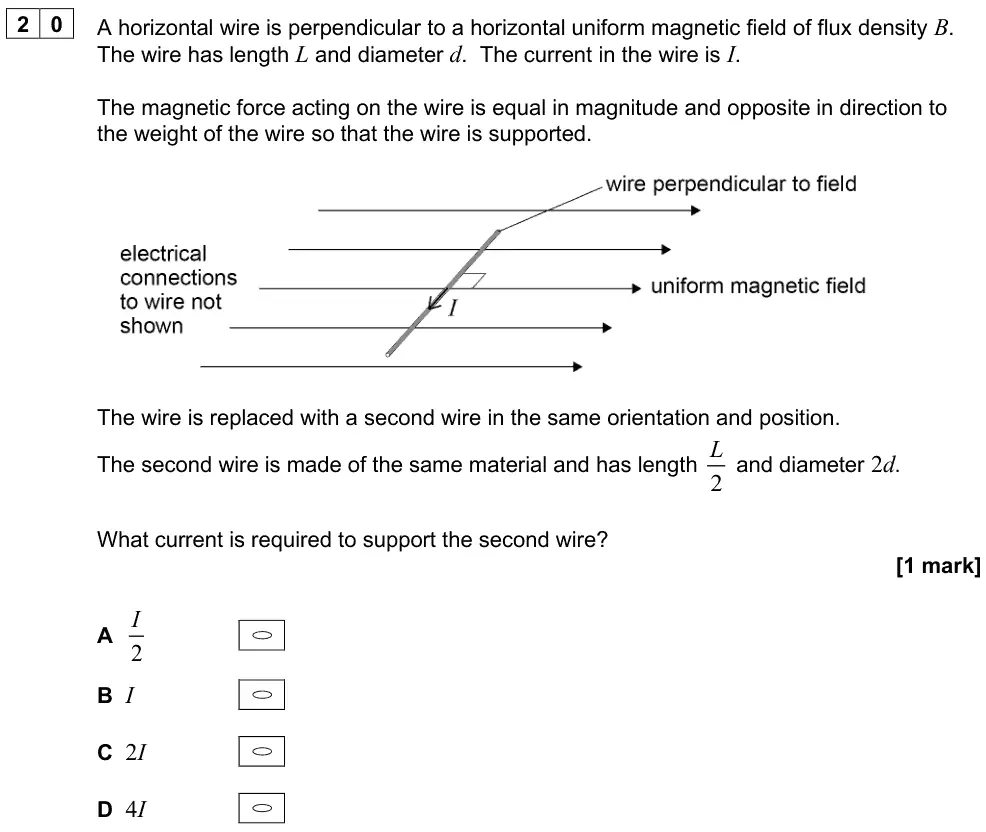 2 0 A horizontal wire is perpendicular to a horizontal uniform magnetic field of flux density B.
The wire has length L and diameter d. The current in the wire is I.
The magnetic force acting on the wire is equal in magnitude and opposite in direction to
the weight of the wire so that the wire is supported.
wire perpendicular to field
electrical
connections
to wire not
shown
uniform magnetic field
I
The wire is replaced with a second wire in the same orientation and position.
The second wire is made of the same material and has length L/2 and diameter 2d.
What current is required to support the second wire?
[1 mark]
A I/2
B I
C 2I
D 4I